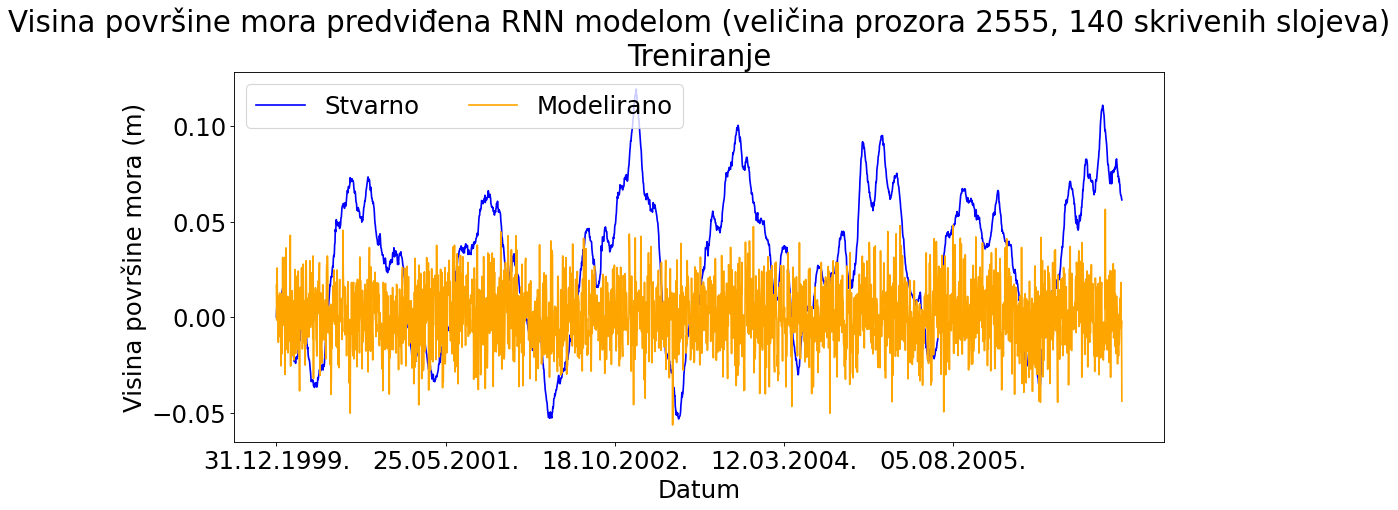 Visina površine mora predviđena RNN modelom (veličina prozora 2555, 140 skrivenih slojeva)
Treniranje
Stvarno Modelirano
Visina površine mora (m)
0.10
0.05
0.00
−0.05
31.12.1999. 25.05.2001. 18.10.2002. 12.03.2004. 05.08.2005.
Datum